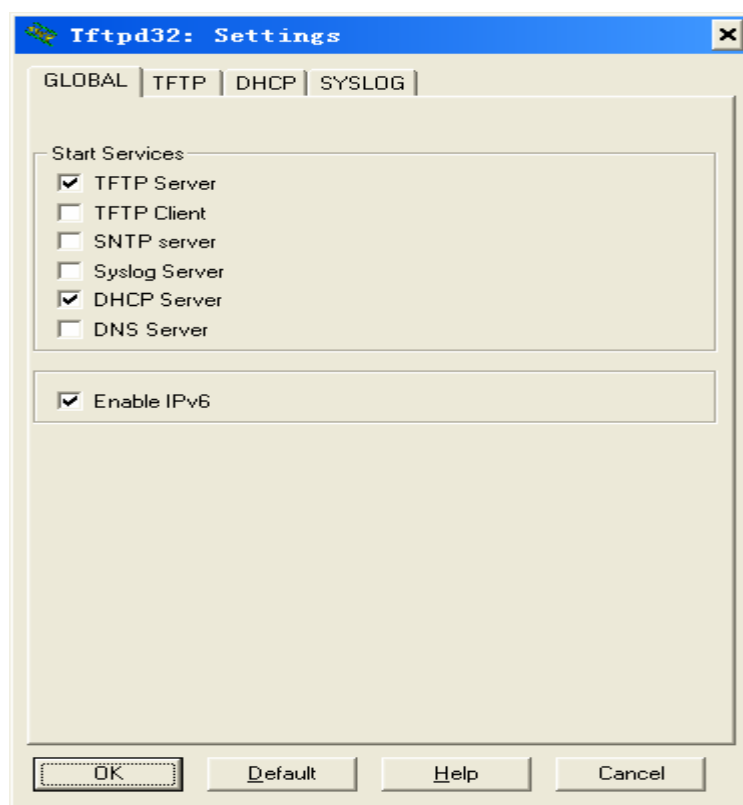 Tftpd32: Settings
GLOBAL TFTP DHCP SYSLOG
Start Services
TFTP Server
TFTP Client
SNTP server
Syslog Server
DHCP Server
DNS Server
Enable IPv6
OK Default Help Cancel